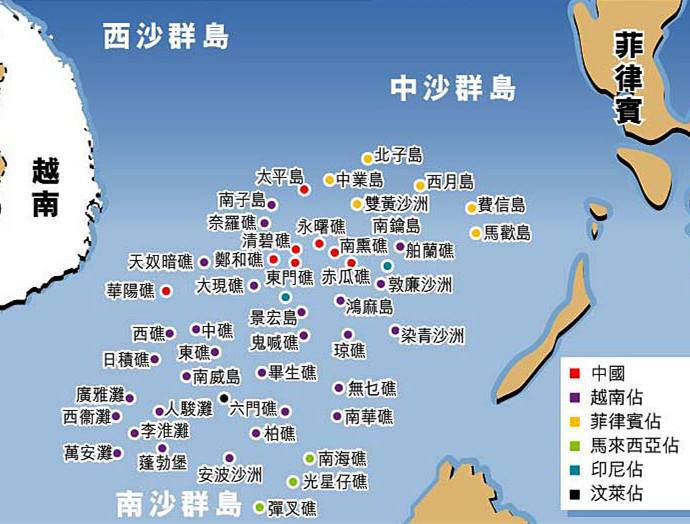 西沙群島
中沙群島
菲律賓
越南
北子島
太平島
中業島
西月島
南子島
雙黃沙洲
費信島
奈羅礁
永曙礁
南鑰島
馬歡島
清碧礁
南熏礁
舶蘭礁
天奴暗礁
鄭和礁
東門礁
赤瓜礁
敦廉沙洲
華陽礁
大現礁
景宏島
鴻麻島
西礁
中礁
鬼喊礁
琼礁
染青沙洲
日積礁
東礁
南威島
畢生礁
無乜礁
廣雅灘
西衛灘
人駿灘
六門礁
南華礁
李淮灘
柏礁
萬安灘
蓬勃堡
安波沙洲
南海礁
光星仔礁
南沙群島
彈叉礁
中國
越南佔
菲律賓佔
馬來西亞佔
印尼佔
汶萊佔